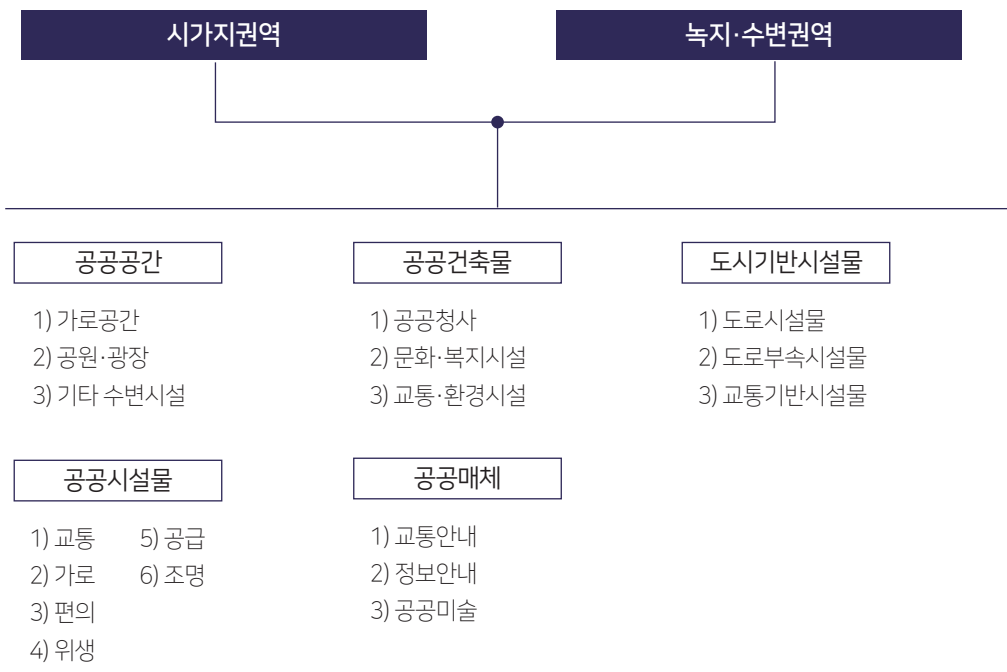 시가지권역
녹지·수변권역
공공공간
1) 가로공간
2) 공원·광장
3) 기타 수변시설
공공건축물
1) 공공청사
2) 문화·복지시설
3) 교통·환경시설
도시기반시설물
1) 도로시설물
2) 도로부속시설물
3) 교통기반시설물
공공시설물
1) 교통
2) 가로
3) 편의
4) 위생
5) 공급
6) 조명
공공매체
1) 교통안내
2) 정보안내
3) 공공미술